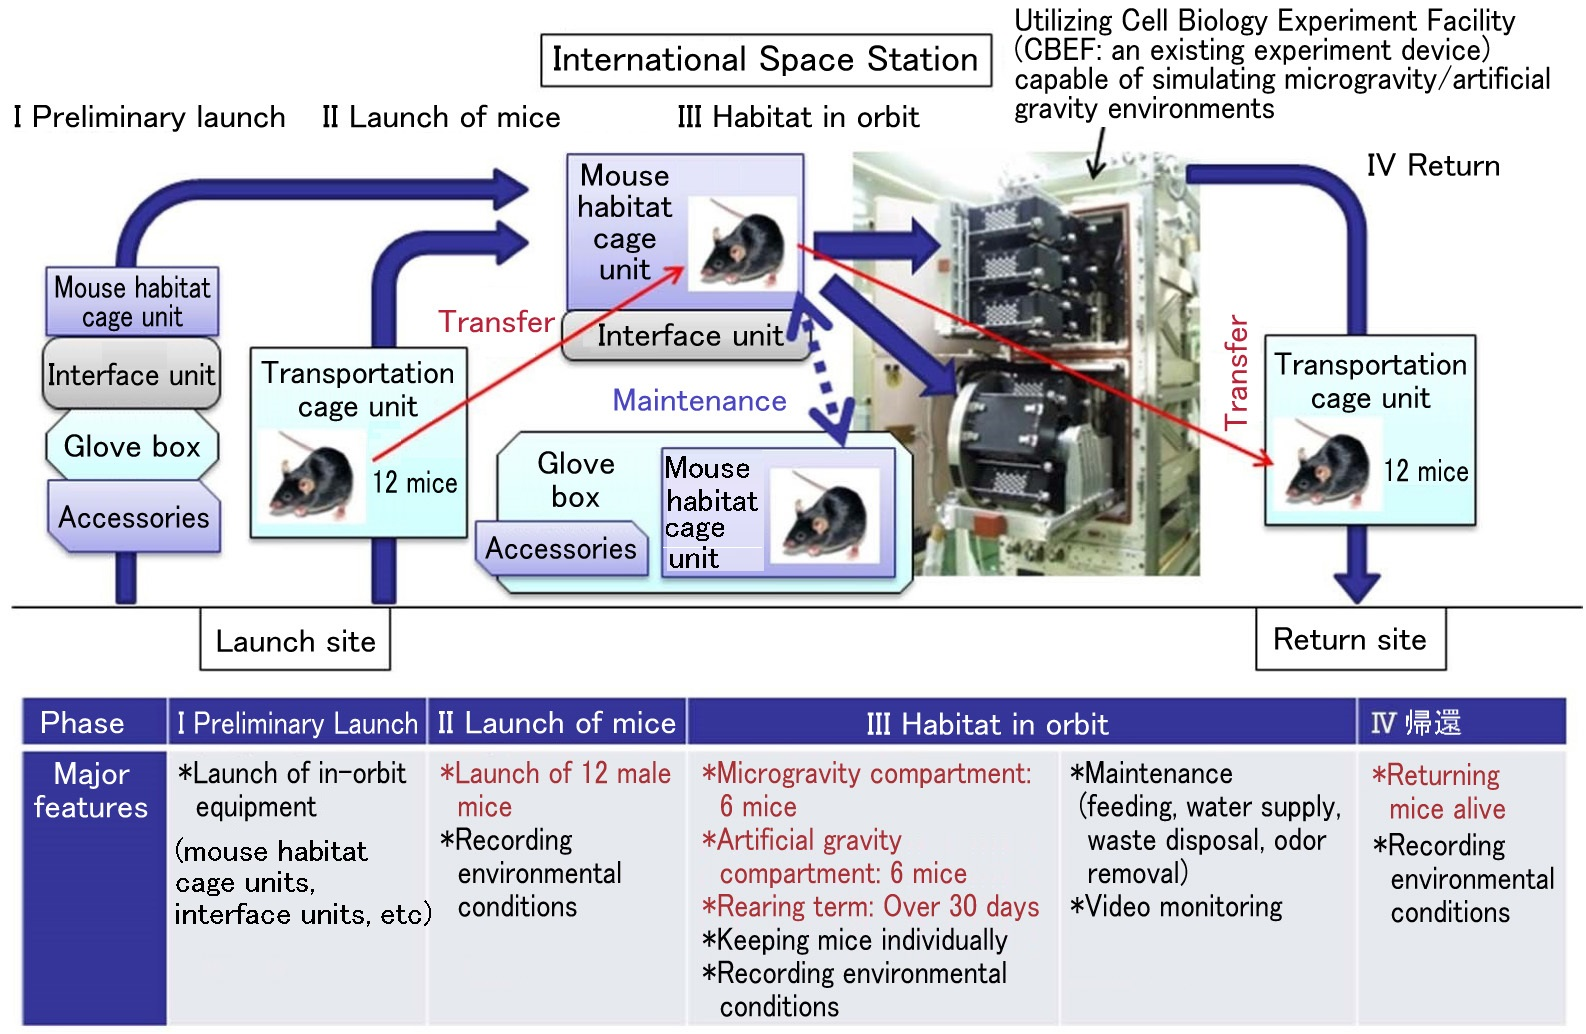 Utilizing Cell Biology Experiment Facility
(CBEF: an existing experiment device)
capable of simulating microgravity/artificial
gravity environments
International Space Station
I Preliminary launch
II Launch of mice
III Habitat in orbit
IV Return
Mouse habitat
cage unit
Interface unit
Glove box
Accessories
Transportation
cage unit
12 mice
Transfer
Mouse
habitat
cage
unit
Interface unit
Maintenance
Glove
box
Accessories
Mouse
habitat
cage
unit
Transfer
Transportation
cage unit
12 mice
Launch site
Return site
Phase
I Preliminary Launch
II Launch of mice
III Habitat in orbit
IV 帰還
Major
features
*Launch of in-orbit
equipment
(mouse habitat
cage units,
interface units, etc)
*Launch of 12 male
mice
*Recording
environmental
conditions
*Microgravity compartment:
6 mice
*Artificial gravity
compartment: 6 mice
*Rearing term: Over 30 days
*Keeping mice individually
*Recording environmental
conditions
*Maintenance
(feeding, water supply,
waste disposal, odor
removal)
*Video monitoring
*Returning
mice alive
*Recording
environmental
conditions